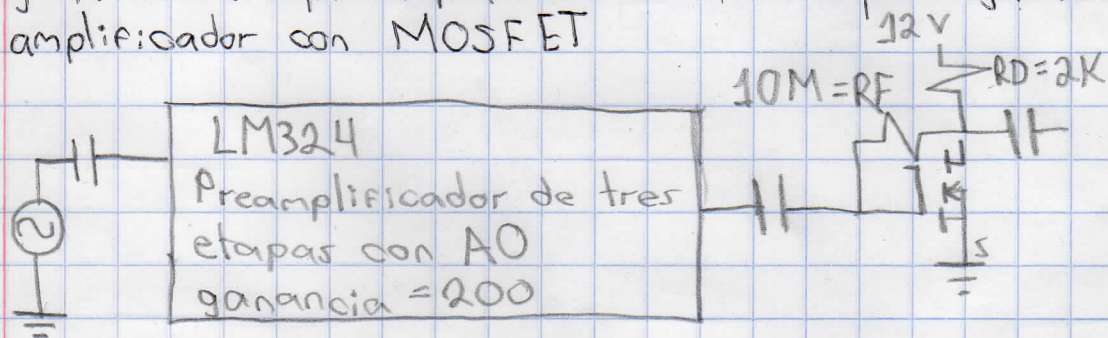 amplificador con MOSFET
12V
10M=RF
RD=2K
LM324
Preamplificador de tres
etapas con AO
ganancia = 200
S